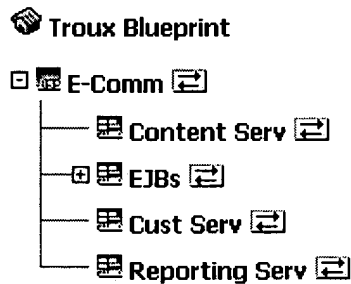 Troux Blueprint
E-Comm
Content Serv
EJBs
Cust Serv
Reporting Serv